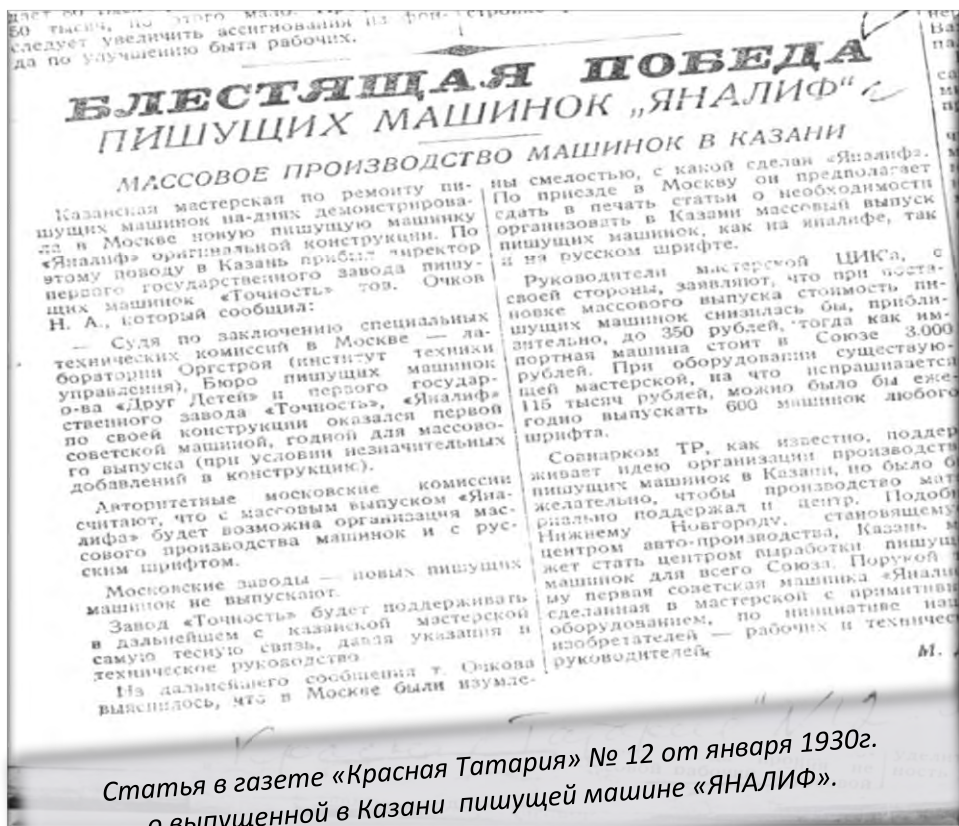 50 тысяч, но этого мало.
следует увеличить ассигнования из фон-
да по улучшению быта рабочих.
БЛЕСТЯЩАЯ ПОБЕДА
ПИШУЩИХ МАШИНОК „ЯНАЛИФ“
МАССОВОЕ ПРОИЗВОДСТВО МАШИНОК В КАЗАНИ
Казанская мастерская по ремонту пи-
шущих машинок на-днях демонстрирова-
ла в Москве новую пишущую машинку
«Яналиф» оригинальной конструкции. По
этому поводу в Казань прибыл директор
первого государственного завода пишу-
щих машинок «Точность» тов. Очков
Н. А., который сообщил:
— Судя по заключению специальных
технических комиссий в Москве — ла-
боратории Оргстроя (институт техники
управления), Бюро пишущих машинок
о-ва «Друг Детей» и первого государ-
ственного завода «Точность», «Яналиф»
по своей конструкции оказался первой
советской машиной, годной для массово-
го выпуска (при условии незначительных
добавлений в конструкцию).
Авторитетные московские комиссии
считают, что с массовым выпуском «Яна-
лифа» будет возможна организация мас-
сового производства машинок и с рус-
ским шрифтом.
Московские заводы — новых пишущих
машинок не выпускают.
Завод «Точность» будет поддерживать
в дальнейшем с казанской мастерской
самую тесную связь, давая указания и
техническое руководство
Из дальнейшего сообщения т. Очкова
выяснилось, что в Москве были изумле-
ны смелостью, с какой сделан «Яналиф».
По приезде в Москву он предполагает
сдать в печать статьи о необходимости
организовать в Казани массовый выпуск
пишущих машинок, как на яналифе, так
и на русском шрифте.
Руководители мастерской ЦИК'а, с
своей стороны, заявляют, что при поста-
новке массового выпуска стоимость пи-
шущих машинок снизилась бы, прибли-
зительно, до 350 рублей, тогда как им-
портная машина стоит в Союзе 3.000
рублей. При оборудовании существую-
щей мастерской, на что испрашивается
115 тысяч рублей, можно было бы еже-
годно выпускать 600 машинок любого
шрифта.
Совнарком ТР, как известно, поддер
живает идею организации производств
пишущих машинок в Казани, но было б
желательно, чтобы производство мат
риально поддержал и центр. Подоб
Нижнему Новгороду, становящему
центром авто-производства, Казань м
жет стать центром выработки пишущ
машинок для всего Союза. Порукой т
му первая советская машинка «Яналиф
сделанная в мастерской с примитивн
оборудованием, по инициативе наш
изобретателей — рабочих и техничес
руководителей.
М.
Красная Татария №12
Статья в газете «Красная Татария» № 12 от января 1930г.
о выпущенной в Казани пишущей машине «ЯНАЛИФ».